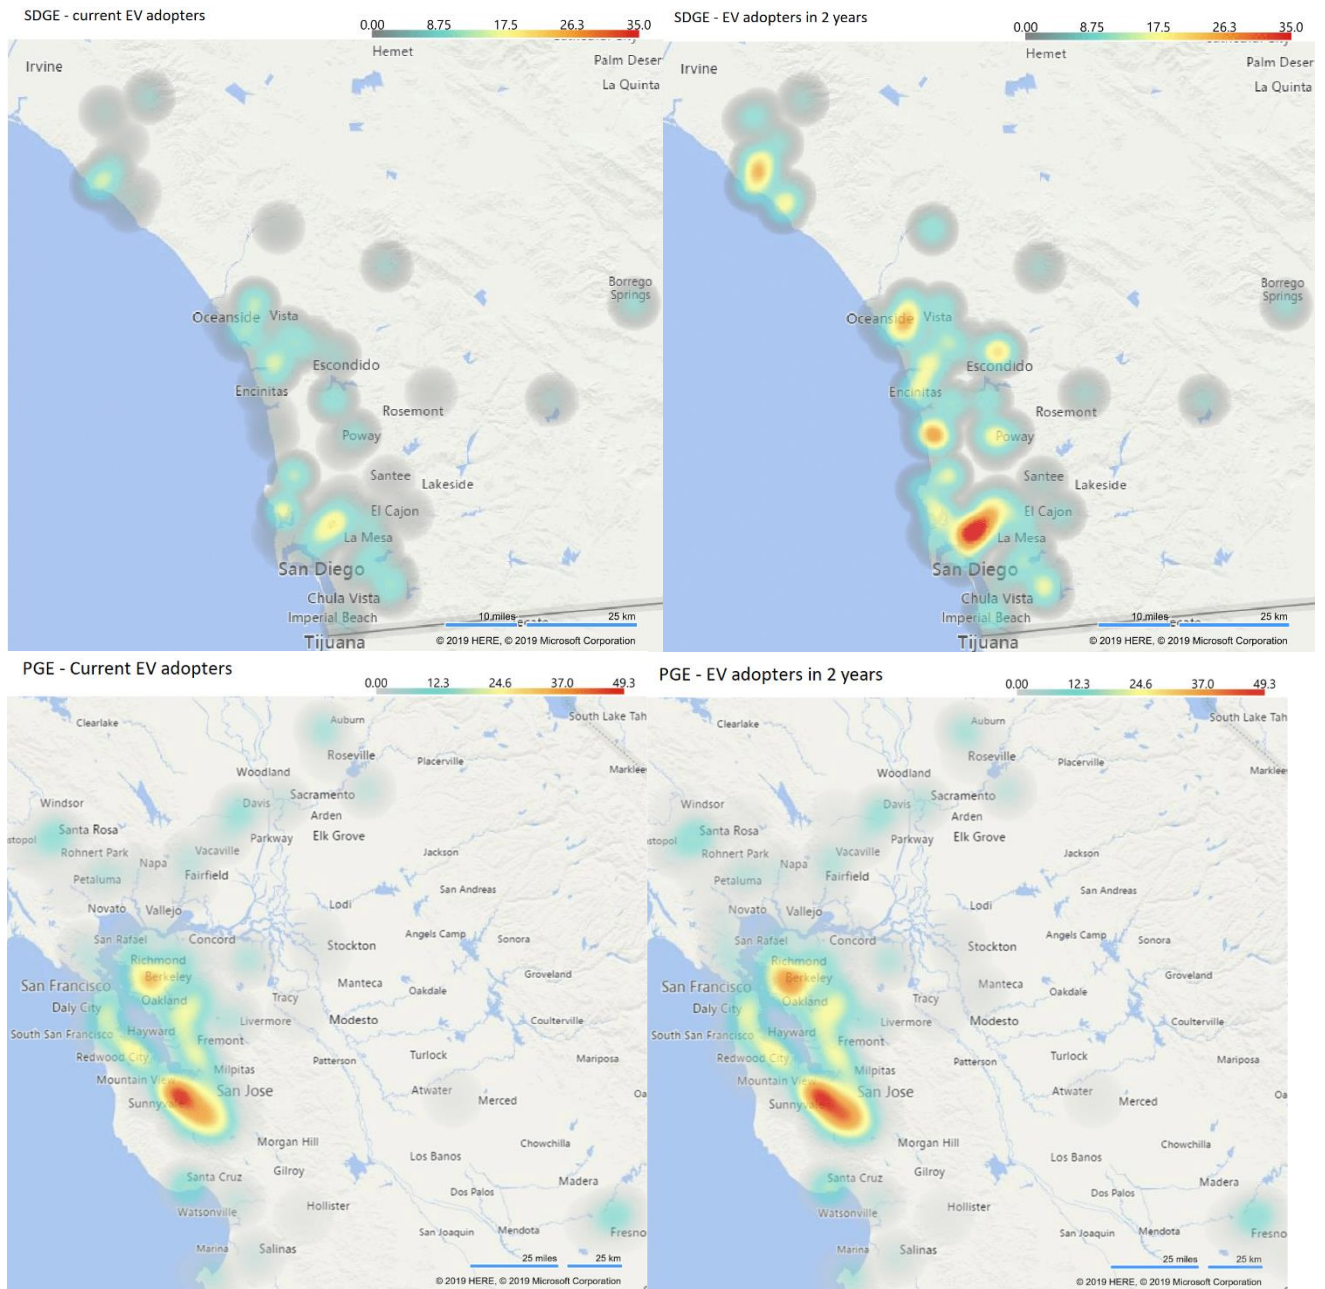 SDGE - current EV adopters
0.00 8.75 17.5 26.3 35.0
Hemet
Irvine
Palm Deser
La Quinta
Borrego
Springs
Oceanside Vista
Escondido
Encinitas
Rosemont
Poway
Santee
Lakeside
El Cajon
La Mesa
San Diego
Chula Vista
Imperial Beach
10 miles 25 km
Tijuana
© 2019 HERE, © 2019 Microsoft Corporation
SDGE - EV adopters in 2 years
0.00 8.75 17.5 26.3 35.0
Hemet
Irvine
Palm Deser
La Quinta
Borrego
Springs
Oceanside Vista
Escondido
Encinitas
Rosemont
Poway
Santee
Lakeside
El Cajon
La Mesa
San Diego
Chula Vista
Imperial Beach
10 miles 25 km
Tijuana
© 2019 HERE, © 2019 Microsoft Corporation
PGE - Current EV adopters
0.00 12.3 24.6 37.0 49.3
Clearlake
Auburn
South Lake Tah
Roseville
Placerville
Marklee
Woodland
Sacramento
Windsor
Davis
Arden
Santa Rosa
stopol
Parkway
Elk Grove
Rohnert Park
Vacaville
Jackson
Napa
Petaluma
Fairfield
San Andreas
Novato
Vallejo
Lodi
San Rafael
Concord
Stockton
Angels Camp
Sonora
Richmond
Berkeley
Groveland
San Francisco
Manteca
Oakdale
Daly City
Oakland
Tracy
Livermore
Modesto
Coulterville
South San Francisco
Hayward
Fremont
Redwood City
Patterson
Turlock
Mariposa
Milpitas
Mountain View
San Jose
Atwater
Merced
Oa
Sunnyvale
Morgan Hill
Chowchilla
Los Banos
Gilroy
Santa Cruz
Madera
Dos Palos
Watsonville
Hollister
San Joaquin
Mendota
Fresno
Marina
Salinas
25 miles 25 km
© 2019 HERE, © 2019 Microsoft Corporation
PGE - EV adopters in 2 years
0.00 12.3 24.6 37.0 49.3
Clearlake
Auburn
South Lake Tah
Roseville
Placerville
Marklee
Woodland
Sacramento
Windsor
Davis
Arden
Santa Rosa
stopol
Parkway
Elk Grove
Rohnert Park
Vacaville
Jackson
Napa
Petaluma
Fairfield
San Andreas
Novato
Vallejo
Lodi
San Rafael
Concord
Stockton
Angels Camp
Sonora
Richmond
Berkeley
Groveland
San Francisco
Manteca
Oakdale
Daly City
Oakland
Tracy
Livermore
Modesto
Coulterville
South San Francisco
Hayward
Fremont
Redwood City
Patterson
Turlock
Mariposa
Milpitas
Mountain View
San Jose
Atwater
Merced
Oa
Sunnyvale
Morgan Hill
Chowchilla
Los Banos
Gilroy
Santa Cruz
Madera
Dos Palos
Watsonville
Hollister
San Joaquin
Mendota
Fresno
Marina
Salinas
25 miles 25 km
© 2019 HERE, © 2019 Microsoft Corporation